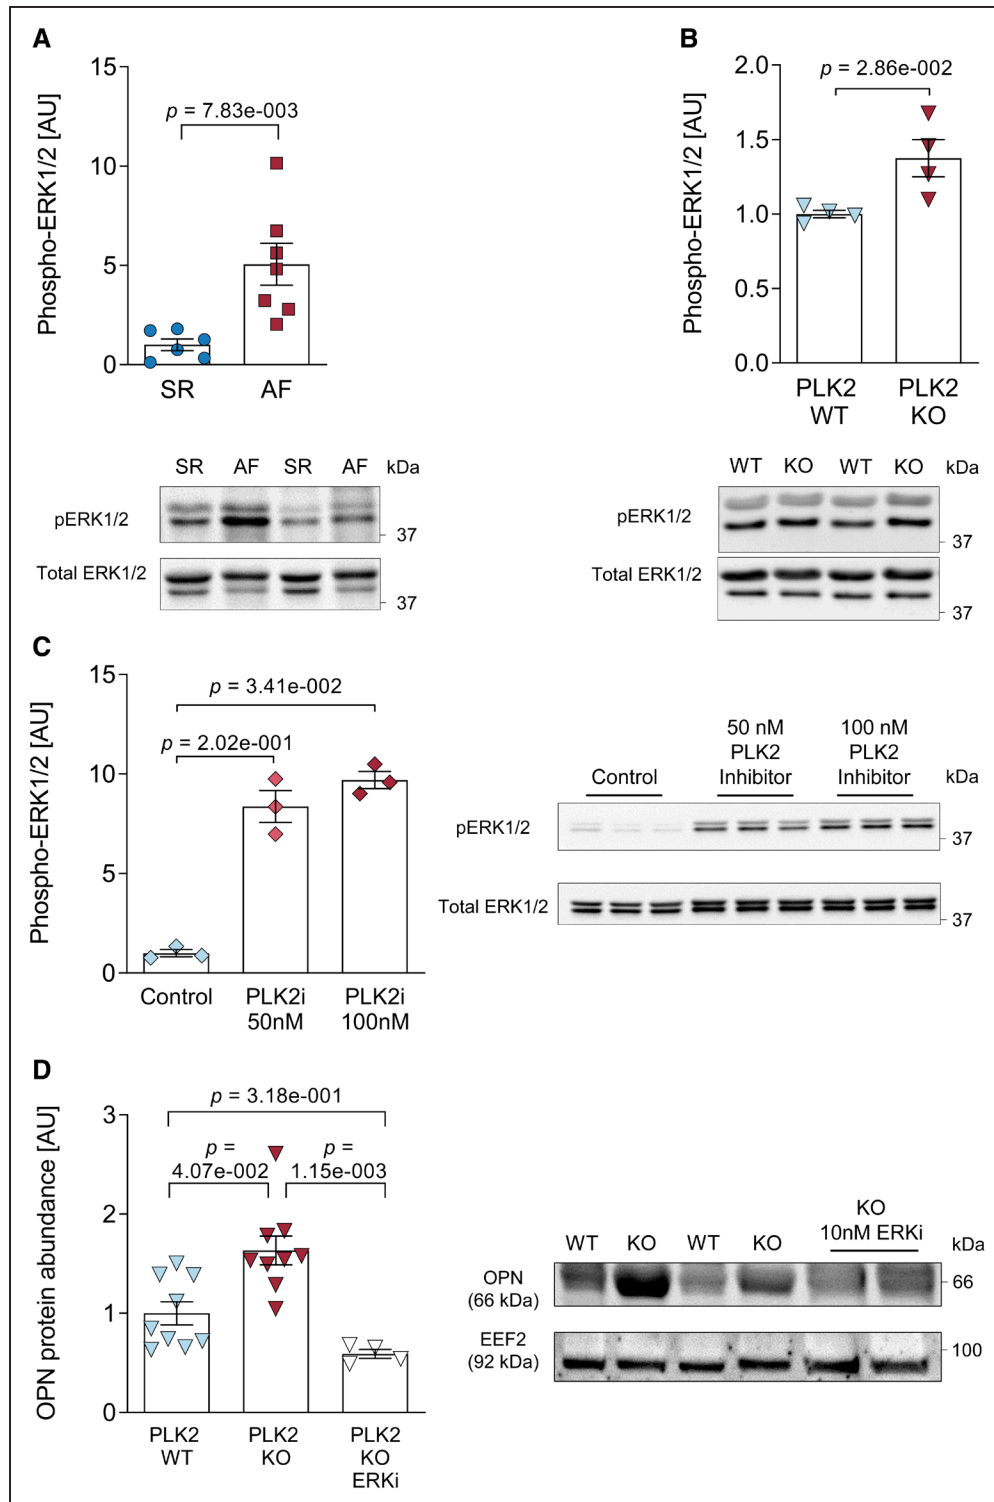 A
Phospho-ERK1/2 [AU]
15
10
5
0
p = 7.83e-003
SR
AF
SR AF SR AF kDa
pERK1/2
37
Total ERK1/2
37
B
Phospho-ERK1/2 [AU]
2.0
1.5
1.0
0.5
0.0
p = 2.86e-002
PLK2
WT
PLK2
KO
WT KO WT KO kDa
pERK1/2
37
Total ERK1/2
37
C
Phospho-ERK1/2 [AU]
15
10
5
0
p = 3.41e-002
p = 2.02e-001
Control
PLK2i
50nM
PLK2i
100nM
Control
50 nM
PLK2
Inhibitor
100 nM
PLK2
Inhibitor
kDa
pERK1/2
37
Total ERK1/2
37
D
OPN protein abundance [AU]
3
2
1
0
p = 3.18e-001
p =
4.07e-002
p =
1.15e-003
PLK2
WT
PLK2
KO
PLK2
KO
ERKi
WT KO WT KO
KO
10nM ERKi
kDa
OPN
(66 kDa)
66
EEF2
(92 kDa)
100